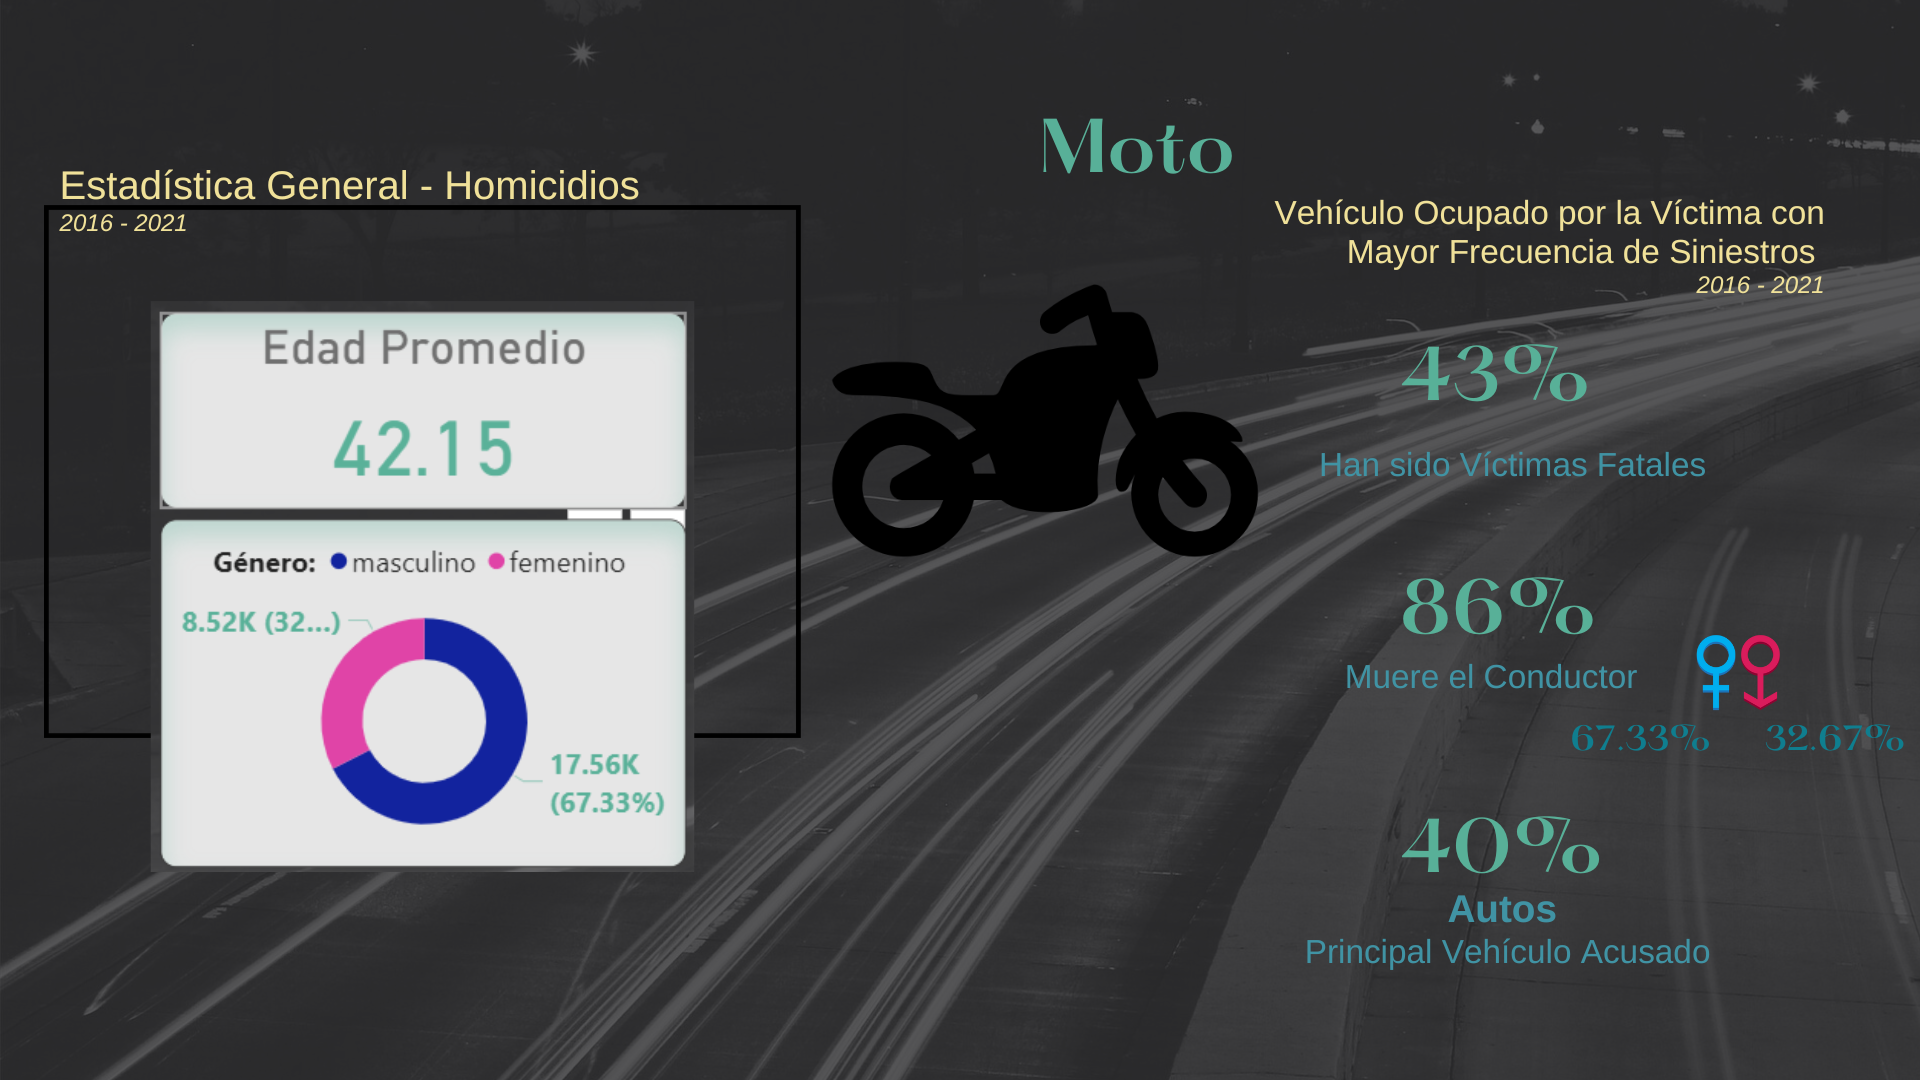 Estadística General - Homicidios
2016 - 2021
Edad Promedio
42.15
Género: masculino femenino
8.52K (32...)
17.56K
(67.33%)
Moto
Vehículo Ocupado por la Víctima con
Mayor Frecuencia de Siniestros
2016 - 2021
43%
Han sido Víctimas Fatales
86%
Muere el Conductor
67.33% 32.67%
40%
Autos
Principal Vehículo Acusado